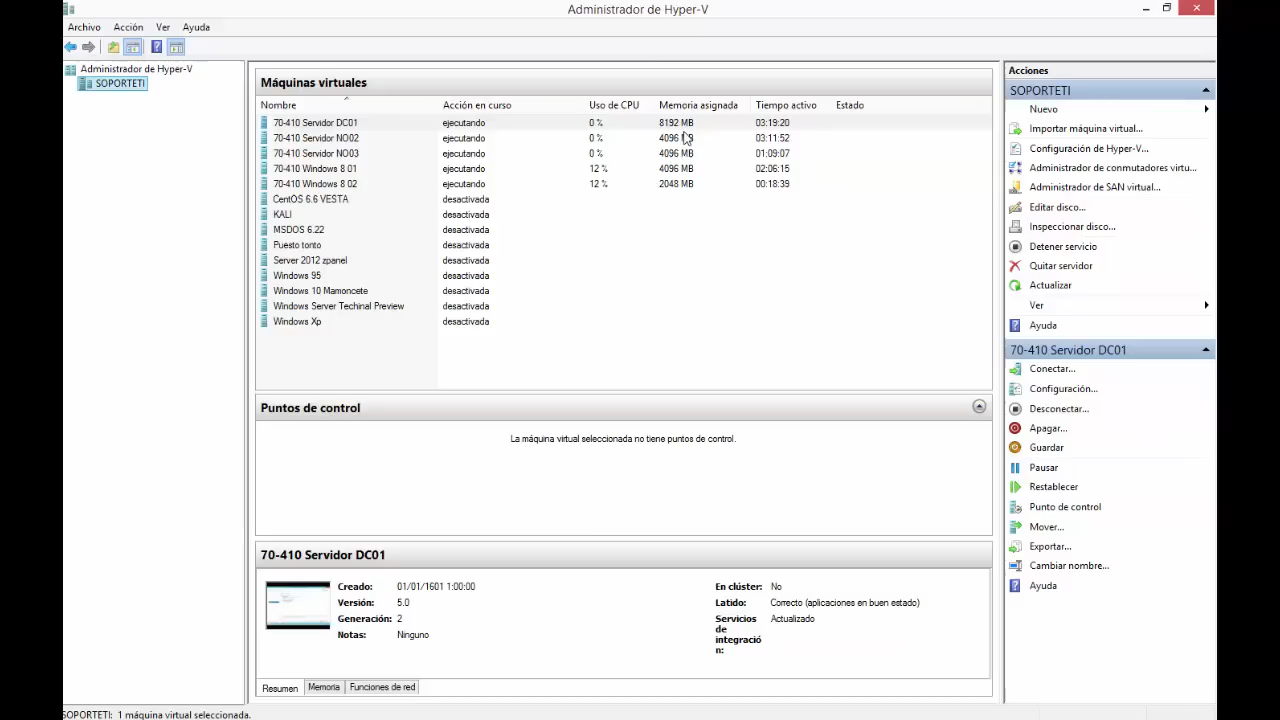 Administrador de Hyper-V
Archivo Acción Ver Ayuda
Administrador de Hyper-V
SOPORTETI
Máquinas virtuales
Nombre Acción en curso Uso de CPU Memoria asignada Tiempo activo Estado
70-410 Servidor DC01 ejecutando 0 % 8192 MB 03:19:20
70-410 Servidor NO02 ejecutando 0 % 4096 03:11:52
70-410 Servidor NO03 ejecutando 0 % 4096 MB 01:09:07
70-410 Windows 8 01 ejecutando 12 % 4096 MB 02:06:15
70-410 Windows 8 02 ejecutando 12 % 2048 MB 00:18:39
CentOS 6.6 VESTA desactivada
KALI desactivada
MSDOS 6.22 desactivada
Puesto tonto desactivada
Server 2012 zpanel desactivada
Windows 95 desactivada
Windows 10 Mamoncete desactivada
Windows Server Techinal Preview desactivada
Windows Xp desactivada
Puntos de control
La máquina virtual seleccionada no tiene puntos de control.
70-410 Servidor DC01
Creado: 01/01/1601 1:00:00
Versión: 5.0
Generación: 2
Notas: Ninguno
En clúster: No
Latido: Correcto (aplicaciones en buen estado)
Servicios Actualizado
de
integració
n:
Resumen Memoria Funciones de red
Acciones
SOPORTETI
Nuevo
Importar máquina virtual...
Configuración de Hyper-V...
Administrador de conmutadores virtu...
Administrador de SAN virtual...
Editar disco...
Inspeccionar disco...
Detener servicio
Quitar servidor
Actualizar
Ver
Ayuda
70-410 Servidor DC01
Conectar...
Configuración...
Desconectar...
Apagar...
Guardar
Pausar
Restablecer
Punto de control
Mover...
Exportar...
Cambiar nombre...
Ayuda
SOPORTETI: 1 máquina virtual seleccionada.